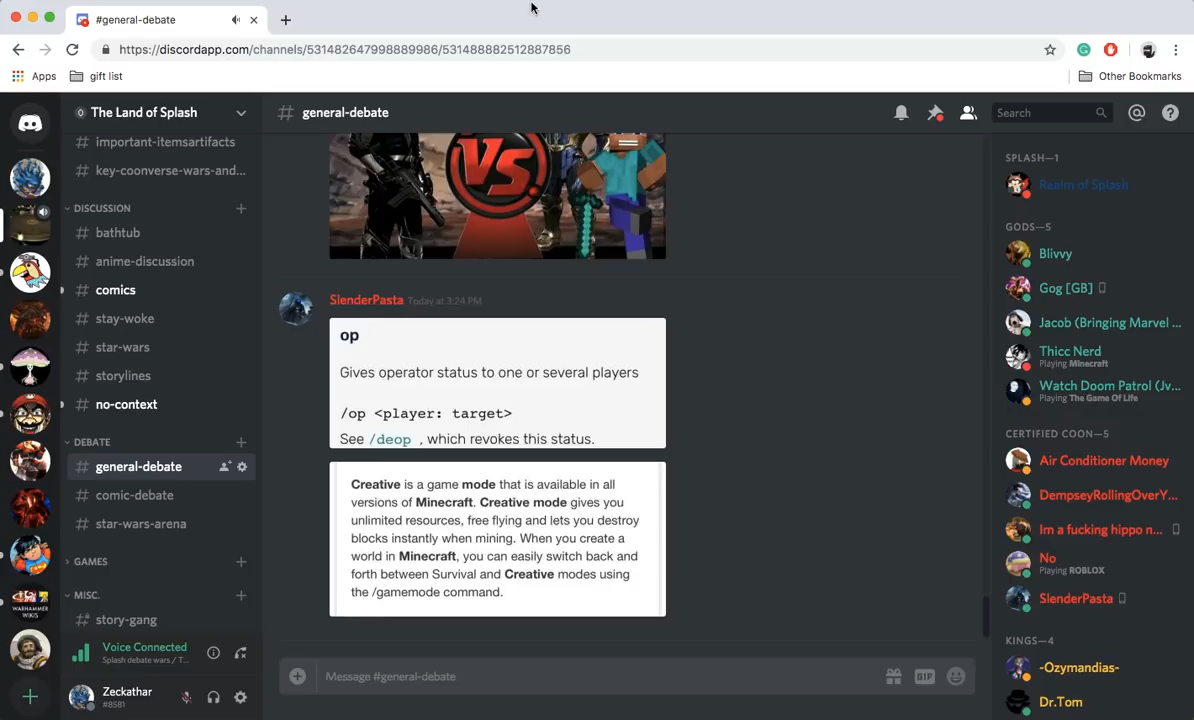 #general-debate
https://discordapp.com/channels/531482647998889986/531488882512887856
Apps
gift list
Other Bookmarks
The Land of Splash
general-debate
Search
important-itemsartifacts
key-coonverse-wars-and...
DISCUSSION
bathtub
anime-discussion
comics
stay-woke
star-wars
storylines
no-context
DEBATE
general-debate
comic-debate
star-wars-arena
GAMES
MISC.
story-gang
Voice Connected
Splash debate wars / T...
Zeckathar
#8581
WARHAMMER
WIKIS
VS.
SlenderPasta Today at 3:24 PM
op
Gives operator status to one or several players
/op <player: target>
See /deop , which revokes this status.
Creative is a game mode that is available in all
versions of Minecraft. Creative mode gives you
unlimited resources, free flying and lets you destroy
blocks instantly when mining. When you create a
world in Minecraft, you can easily switch back and
forth between Survival and Creative modes using
the /gamemode command.
Message #general-debate
GIF
SPLASH—1
Realm of Splash
GODS—5
Blivvy
Gog [GB]
Jacob (Bringing Marvel ...
Thicc Nerd
Playing Minecraft
Watch Doom Patrol (Jv...
Playing The Game Of Life
CERTIFIED COON—5
Air Conditioner Money
DempseyRollingOverY...
Im a fucking hippo n...
No
Playing ROBLOX
SlenderPasta
KINGS—4
-Ozymandias-
Dr.Tom